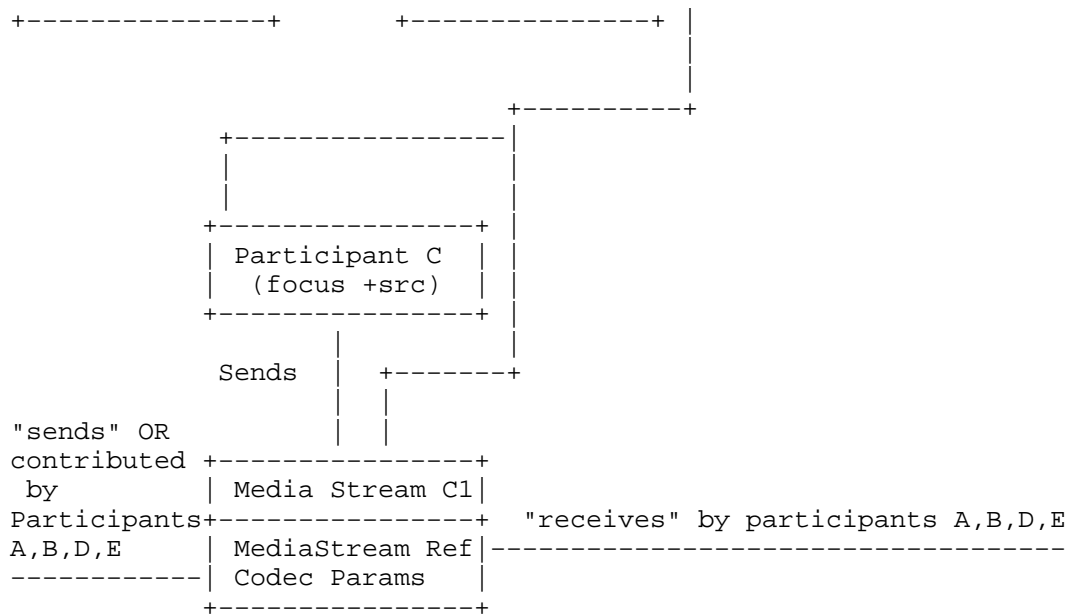 Participant C
(focus +src)
Sends
"sends" OR
contributed
by
Media Stream C1
Participants
"receives" by participants A,B,D,E
A,B,D,E
MediaStream Ref
Codec Params